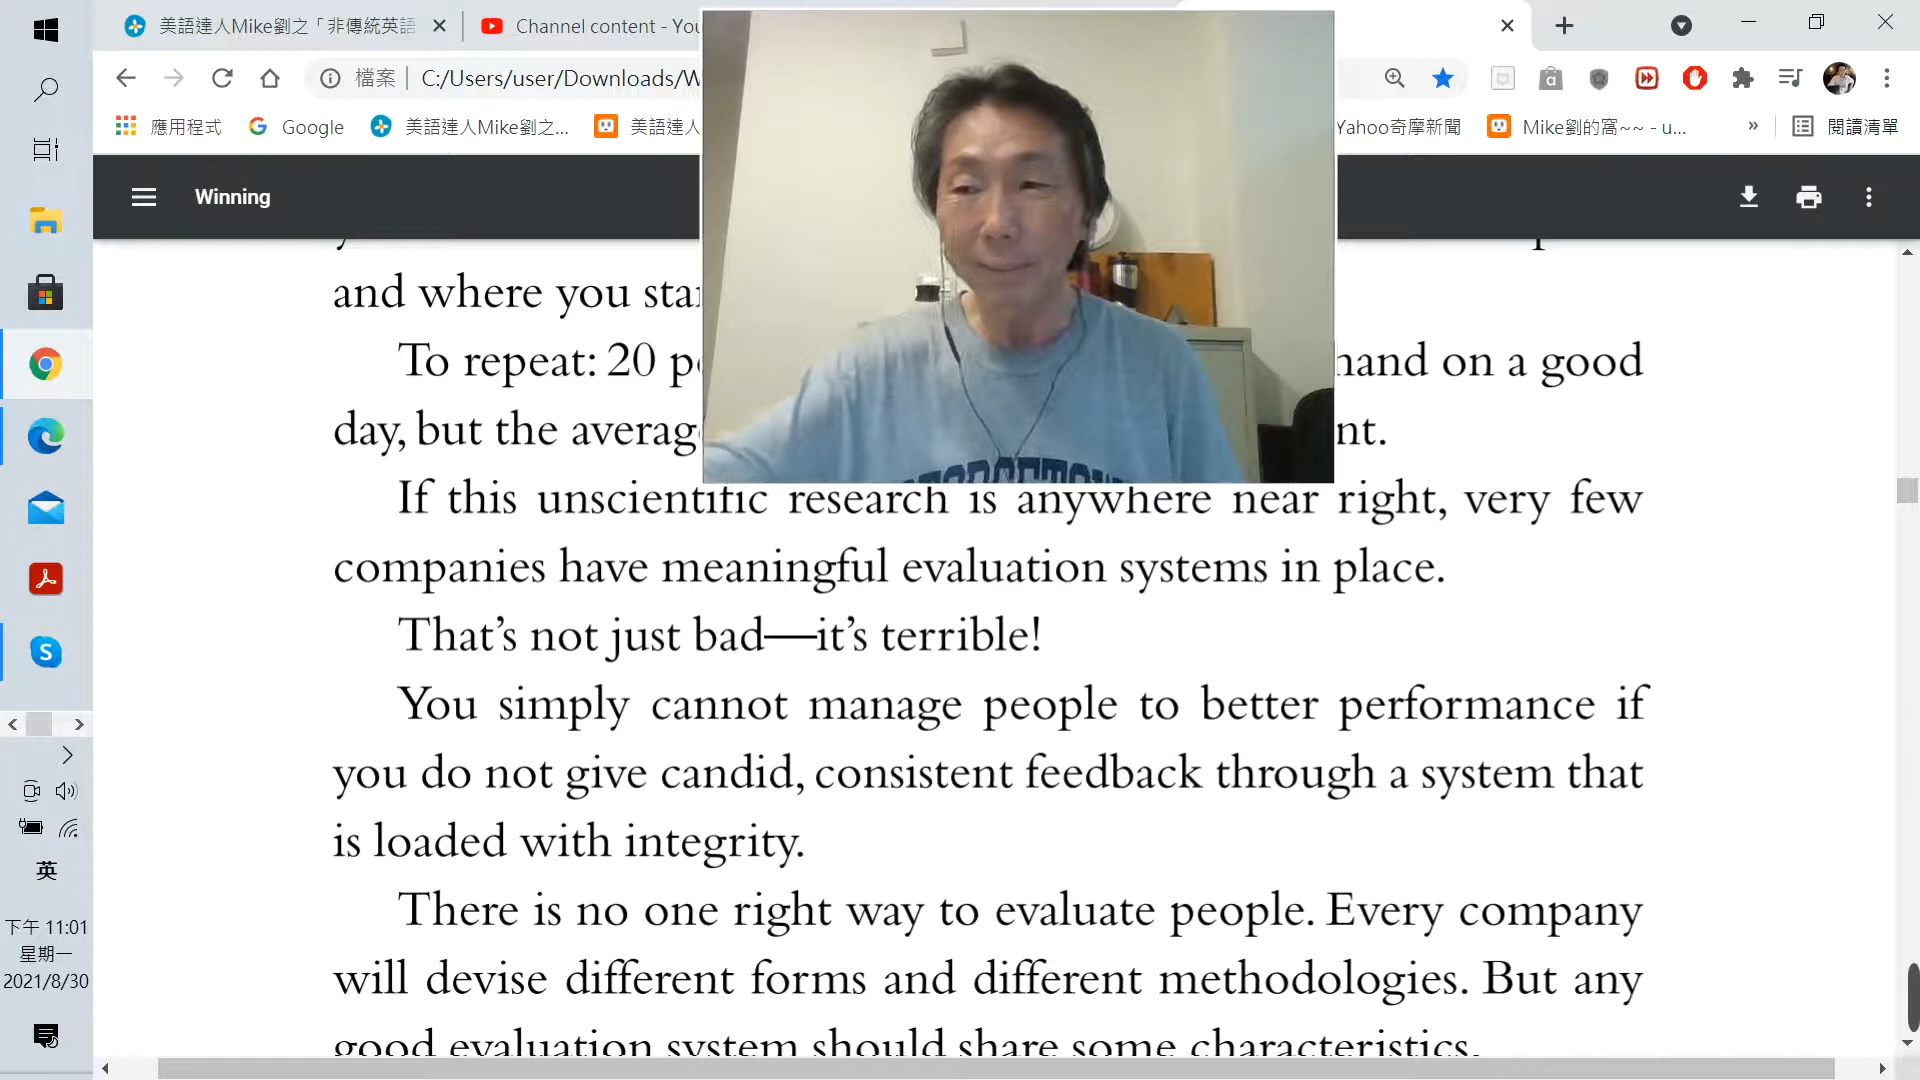 美語達人Mike劉之「非傳統英語
Channel content - You
檔案
C:/Users/user/Downloads/W
應用程式
Google
美語達人Mike劉之...
美語達人
Yahoo奇摩新聞
Mike劉的窩~~ - u...
»
閱讀清單
Winning
and where you
To repeat: 20
hand on a good
day, but the
nt.
If this unscientific research is anywhere near right, very few
companies have meaningful evaluation systems in place.
That’s not just bad—it’s terrible!
You simply cannot manage people to better performance if
you do not give candid, consistent feedback through a system that
is loaded with integrity.
There is no one right way to evaluate people. Every company
will devise different forms and different methodologies. But any
good evaluation system should share some characteristics.
英
下午 11:01
星期一
2021/8/30